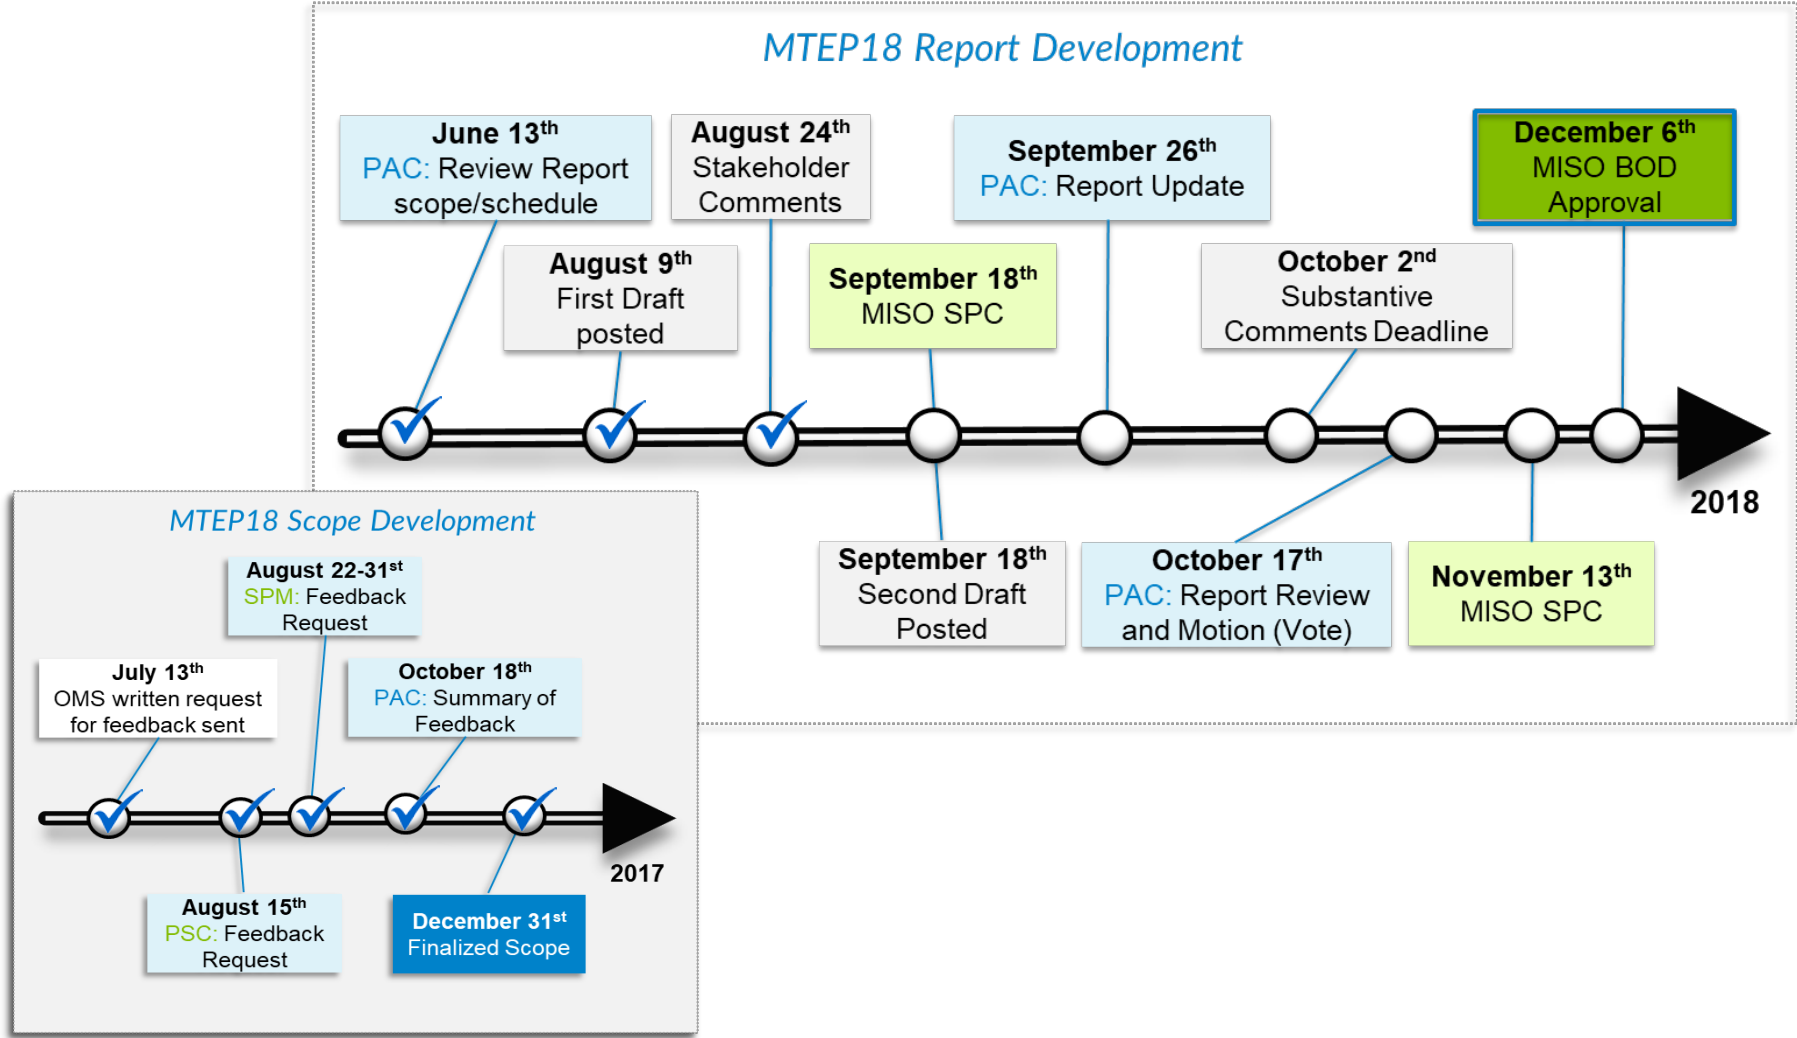 MTEP18 Report Development
June 13th
PAC: Review Report
scope/schedule
August 9th
First Draft
posted
August 24th
Stakeholder
Comments
September 18th
MISO SPC
September 26th
PAC: Report Update
October 2nd
Substantive
Comments Deadline
December 6th
MISO BOD
Approval
2018
September 18th
Second Draft
Posted
October 17th
PAC: Report Review
and Motion (Vote)
November 13th
MISO SPC
MTEP18 Scope Development
August 22-31st
SPM: Feedback
Request
July 13th
OMS written request
for feedback sent
October 18th
PAC: Summary of
Feedback
2017
August 15th
PSC: Feedback
Request
December 31st
Finalized Scope